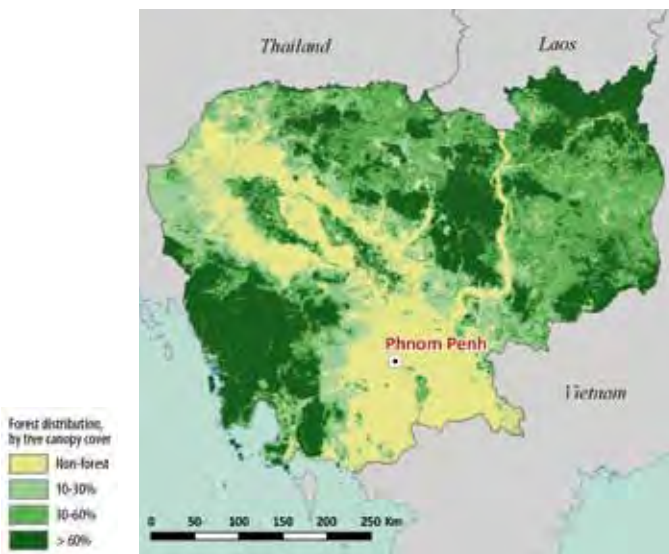 Thailand
Laos
Phnom Penh
Vietnam
Forest distribution,
by tree canopy cover
Non-forest
10-30%
30-60%
> 60%
0 50 100 150 200 250 Km